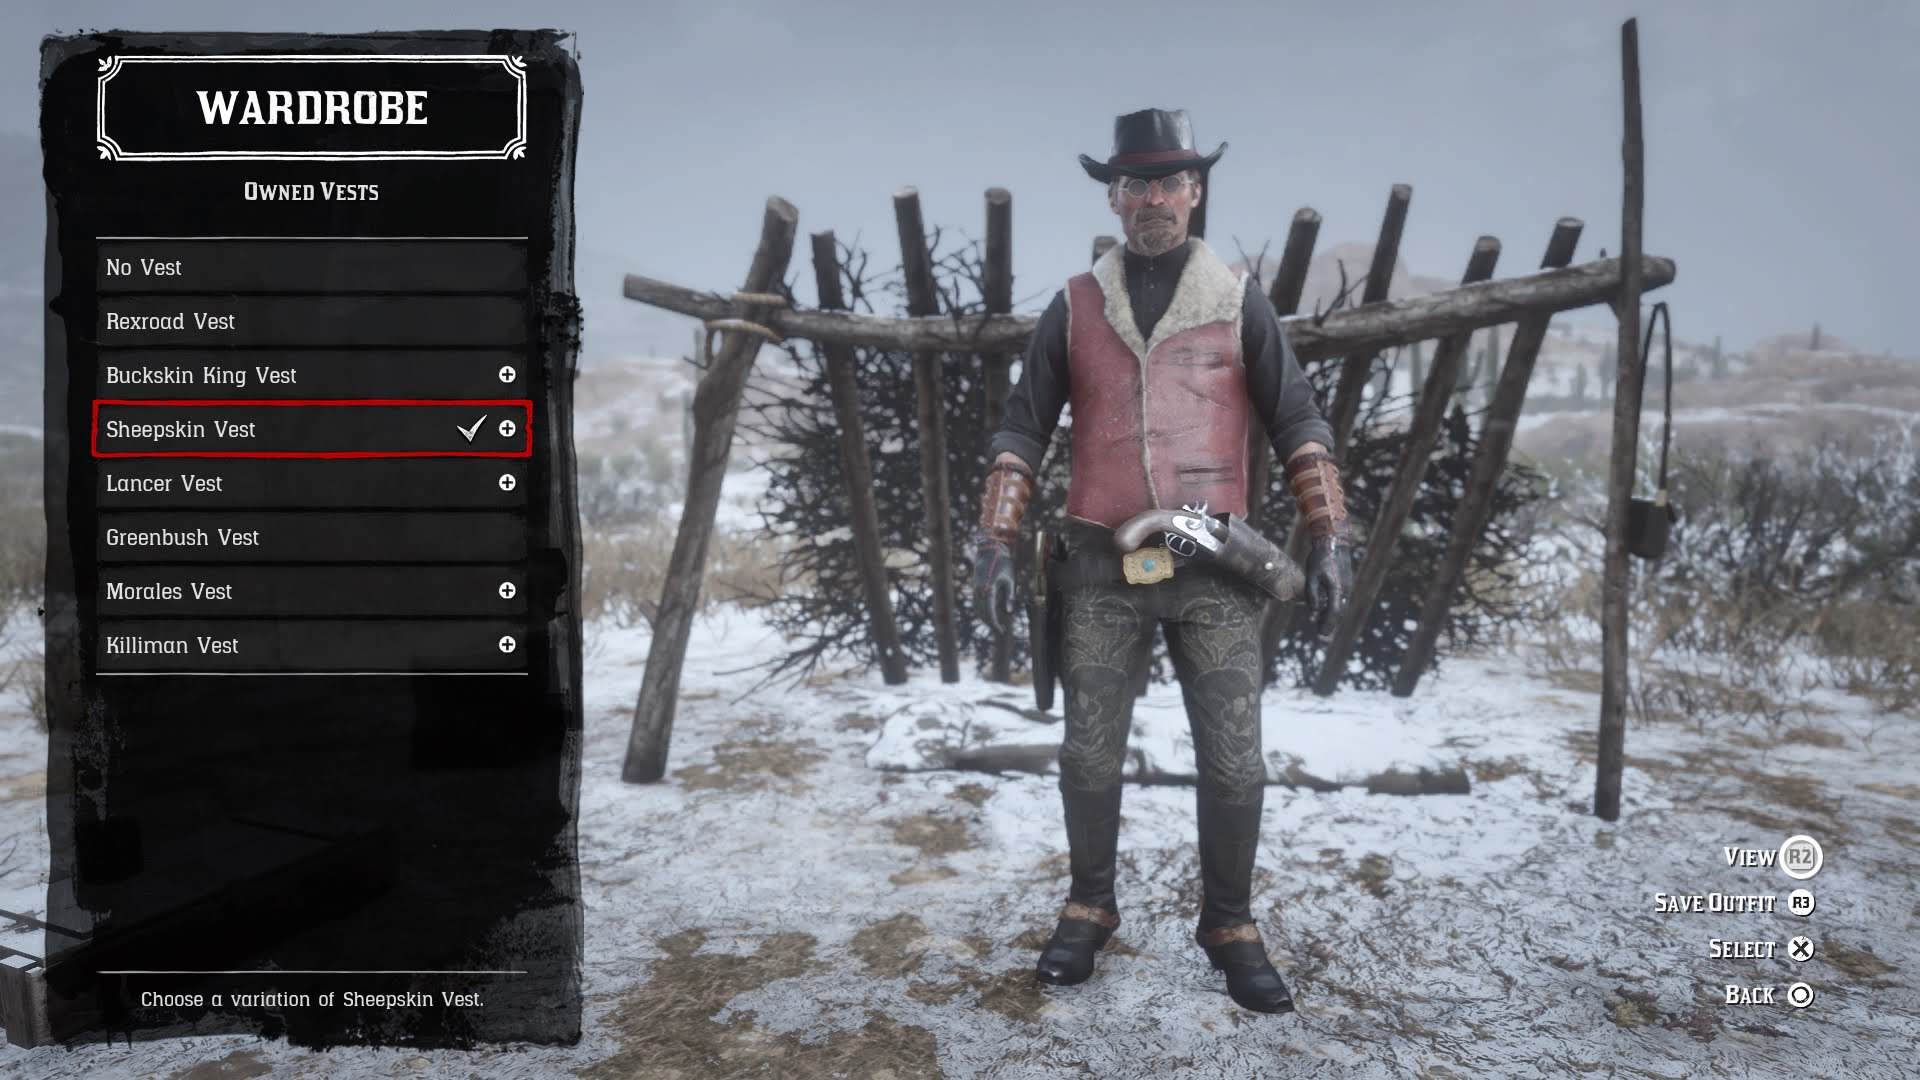 WARDROBE
OWNED VESTS
No Vest
Rexroad Vest
Buckskin King Vest
Sheepskin Vest
Lancer Vest
Greenbush Vest
Morales Vest
Killiman Vest
Choose a variation of Sheepskin Vest.
VIEW R2
SAVE OUTFIT R3
SELECT
BACK